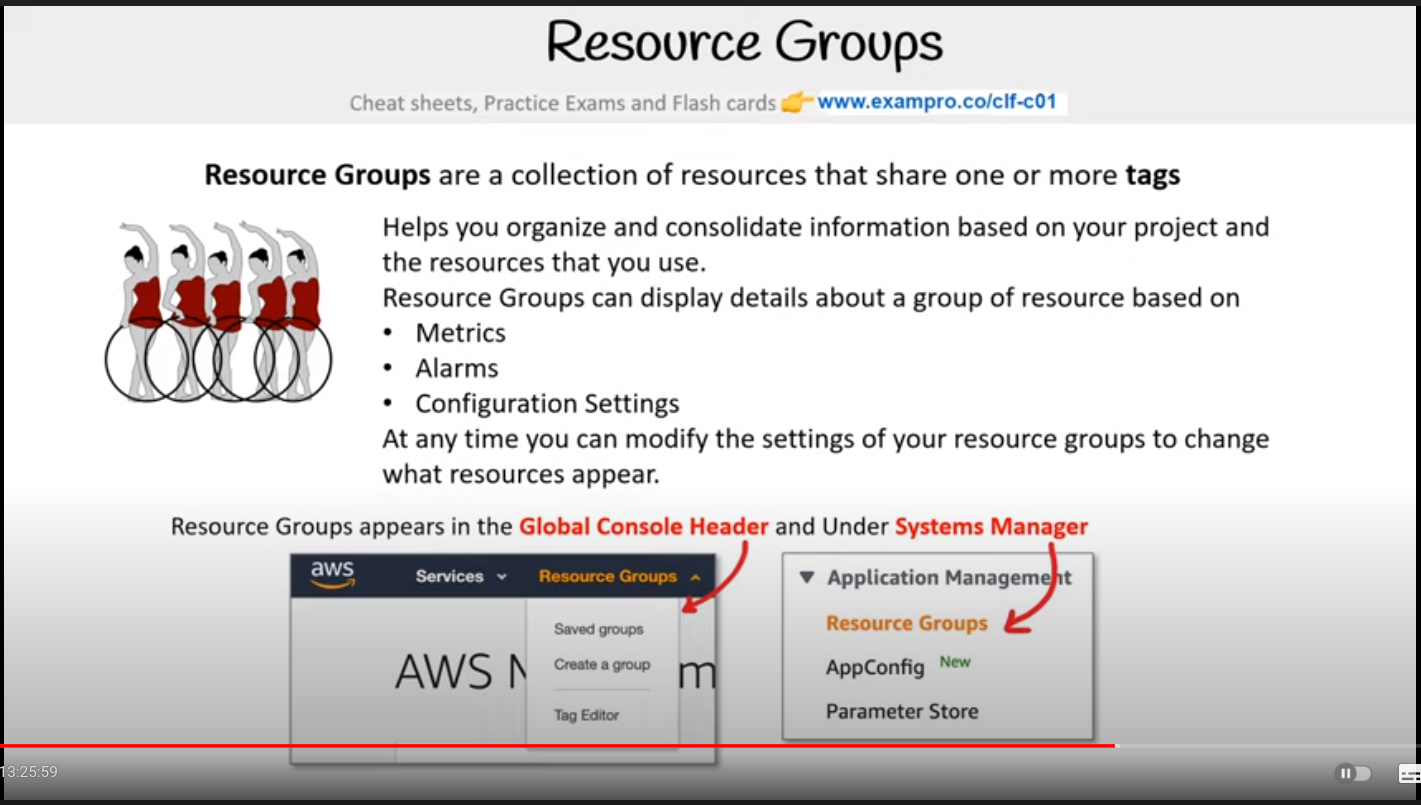 Resource Groups
Cheat sheets, Practice Exams and Flash cards 👉 www.exampro.co/clf-c01
Resource Groups are a collection of resources that share one or more tags
Helps you organize and consolidate information based on your project and
the resources that you use.
Resource Groups can display details about a group of resource based on
• Metrics
• Alarms
• Configuration Settings
At any time you can modify the settings of your resource groups to change
what resources appear.
Resource Groups appears in the Global Console Header and Under Systems Manager
aws
Services
Resource Groups
Saved groups
Create a group
Tag Editor
AWS
Application Management
Resource Groups
AppConfig New
Parameter Store
13:25:59